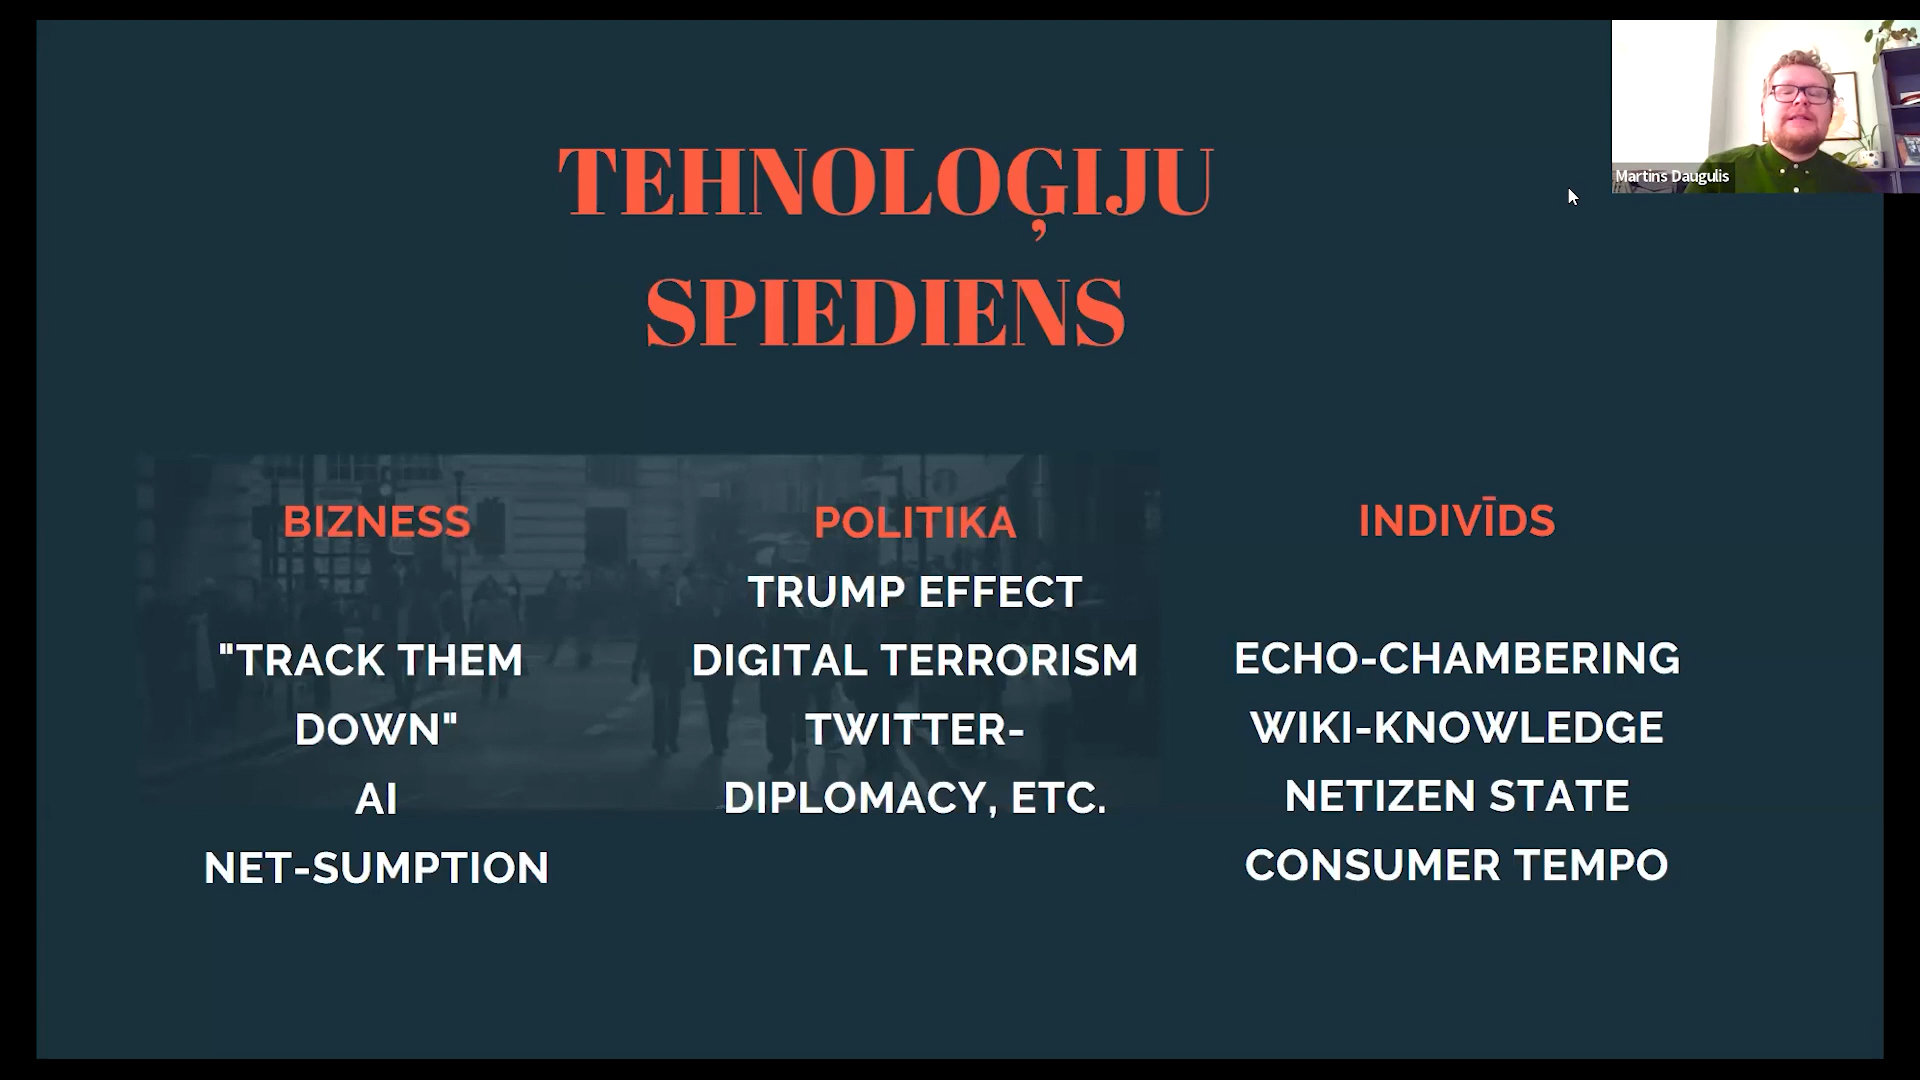 TEHNOLOĢIJU
SPIEDIENS
Martins Daugulis
BIZNESS
"TRACK THEM
DOWN"
AI
NET-SUMPTION
POLITIKA
TRUMP EFFECT
DIGITAL TERRORISM
TWITTER-
DIPLOMACY, ETC.
INDIVĪDS
ECHO-CHAMBERING
WIKI-KNOWLEDGE
NETIZEN STATE
CONSUMER TEMPO